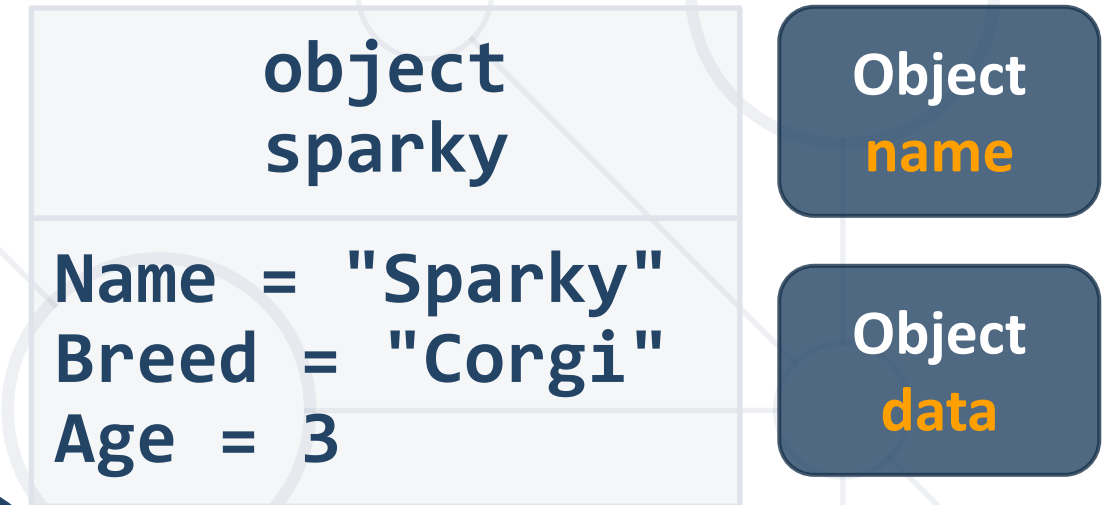 object
sparky
Object
name
Name = "Sparky"
Breed = "Corgi"
Age = 3
Object
data